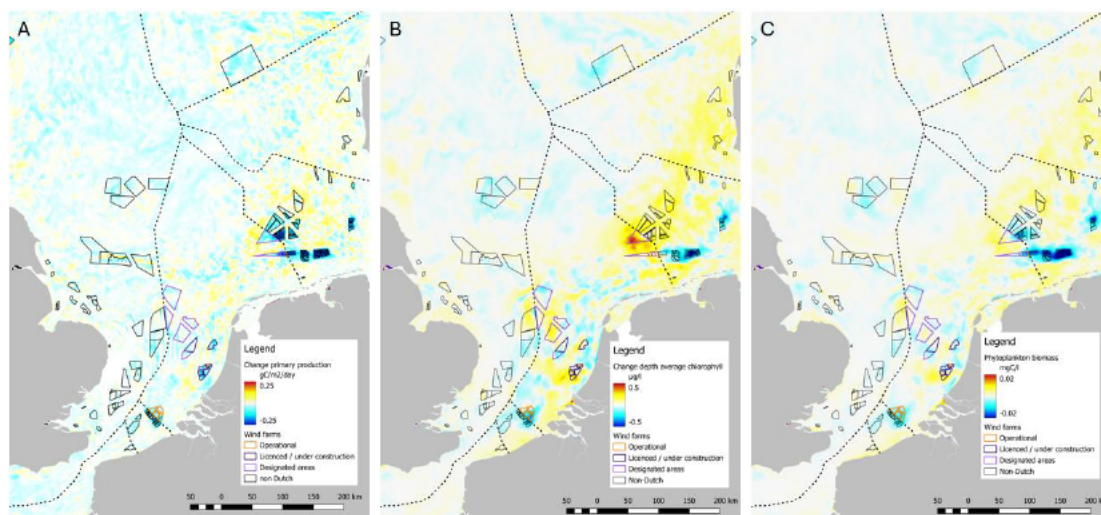 A
Legend
Change primary production
gC/m2/day
0.25
-0.25
Wind farms
Operational
Licenced / under construction
Designated areas
non Dutch
50 0 50 100 150 200 km
B
Legend
Change depth average chlorophyll
µg/l
0.5
-0.5
Wind farms
Operational
Licenced / under construction
Designated areas
Non-Dutch
50 0 50 100 150 200 km
C
Legend
Phytoplankton biomass
mgC/l
0.02
-0.02
Wind farms
Operational
Licenced / under construction
Designated areas
Non-Dutch
50 0 50 100 150 200 km